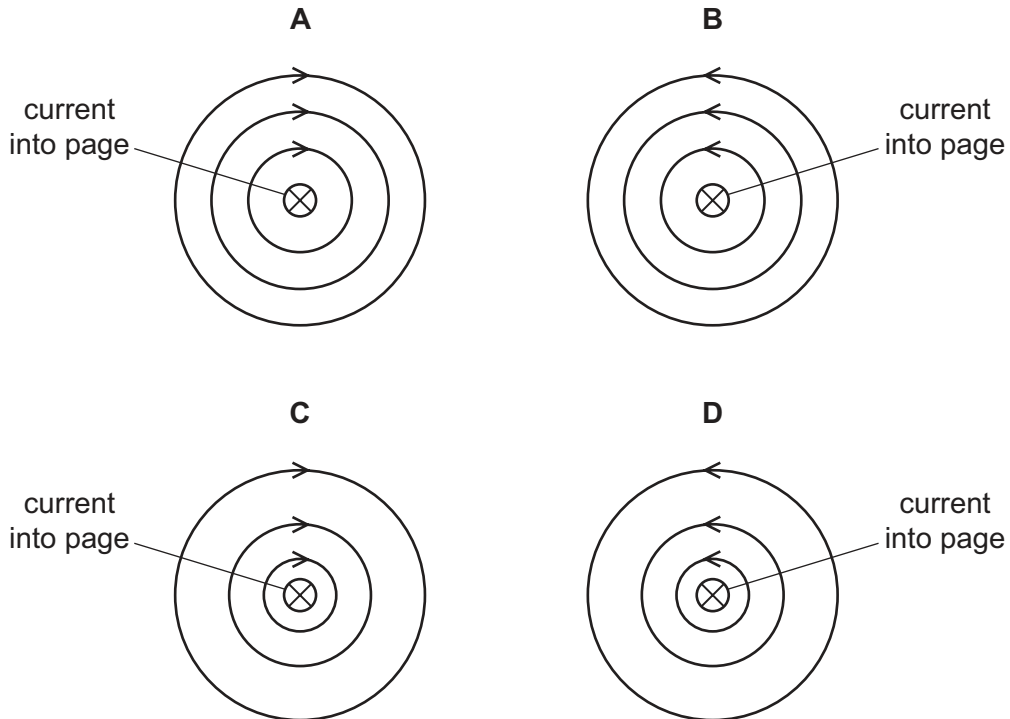 A
current
into page
B
current
into page
C
current
into page
D
current
into page